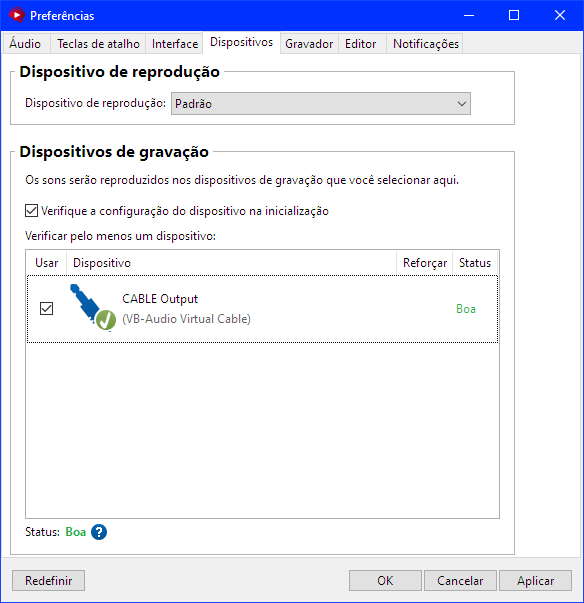 Preferências
Áudio Teclas de atalho Interface Dispositivos Gravador Editor Notificações
Dispositivo de reprodução
Dispositivo de reprodução: Padrão
Dispositivos de gravação
Os sons serão reproduzidos nos dispositivos de gravação que você selecionar aqui.
Verifique a configuração do dispositivo na inicialização
Verificar pelo menos um dispositivo:
Usar Dispositivo Reforçar Status
CABLE Output
(VB-Audio Virtual Cable)
Boa
Status: Boa ?
Redefinir OK Cancelar Aplicar